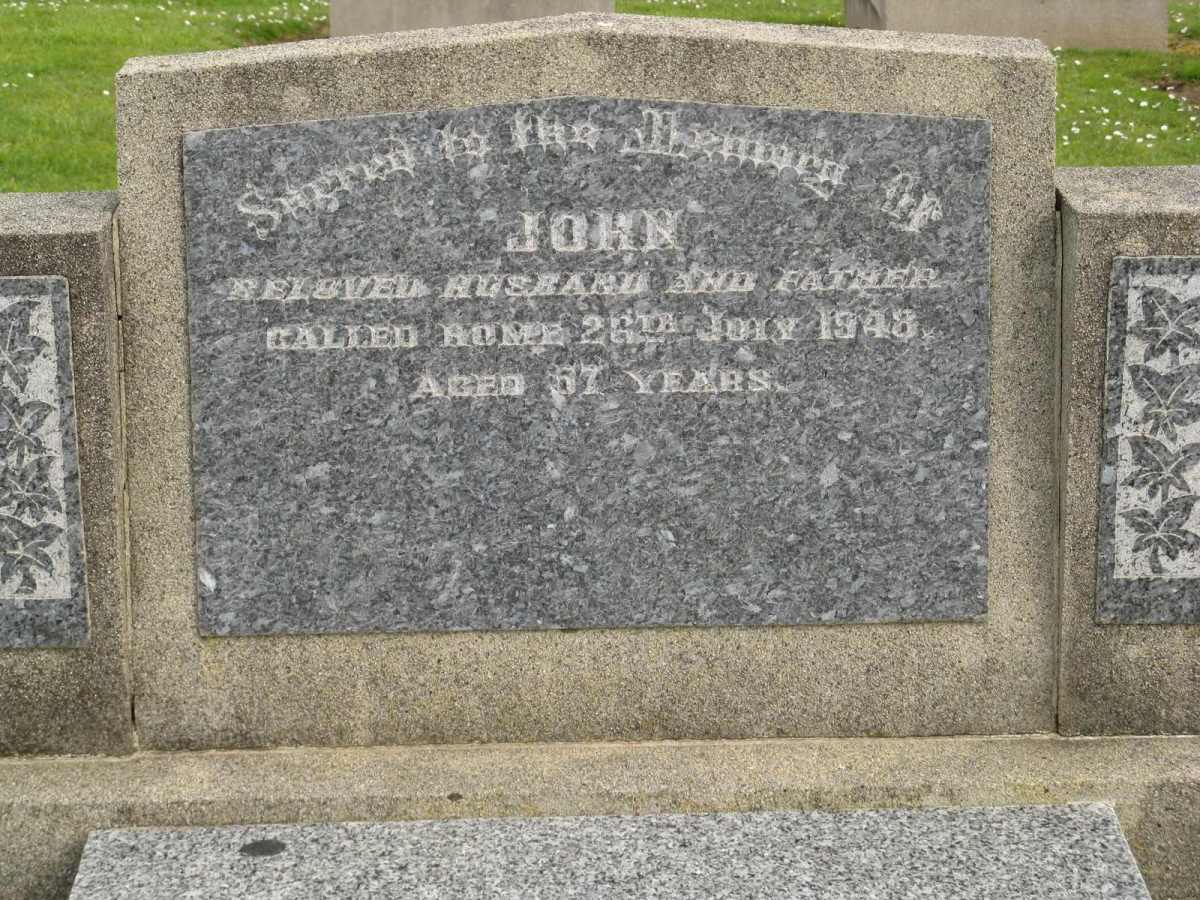 Sacred to the Memory Of
JOHN
BELOVED HUSBAND AND FATHER
CALLED HOME 26TH JULY 1948.
AGED 57 YEARS.